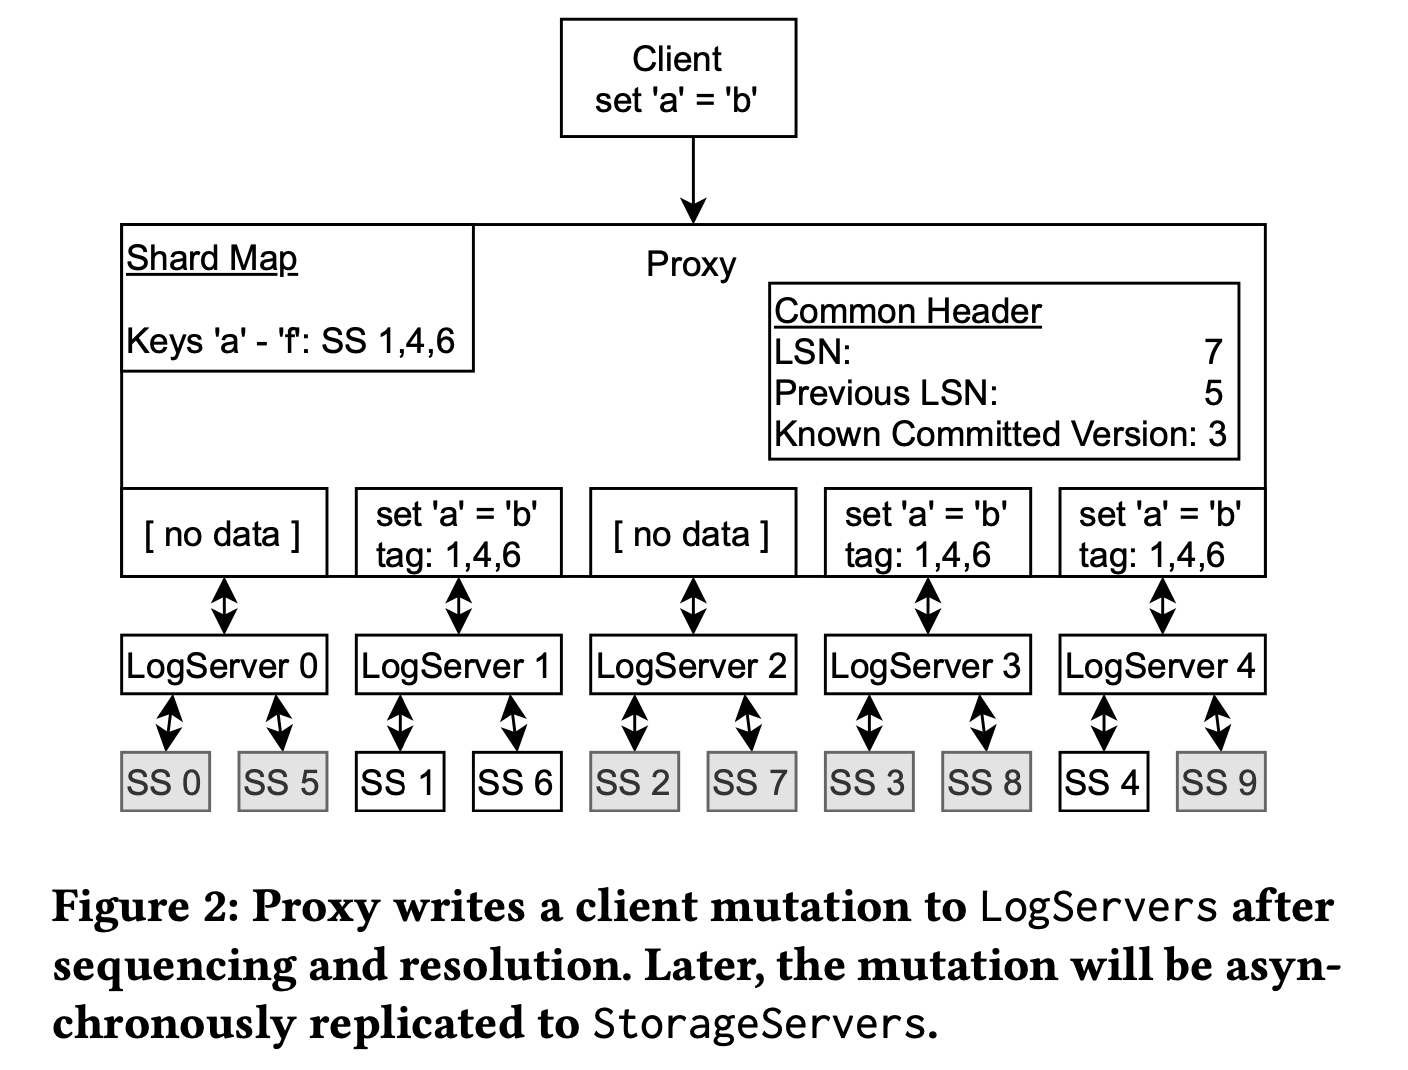 Client
set 'a' = 'b'
Shard Map
Keys 'a' - 'f': SS 1,4,6
Proxy
Common Header
LSN: 7
Previous LSN: 5
Known Committed Version: 3
[ no data ]
set 'a' = 'b'
tag: 1,4,6
[ no data ]
set 'a' = 'b'
tag: 1,4,6
set 'a' = 'b'
tag: 1,4,6
LogServer 0
LogServer 1
LogServer 2
LogServer 3
LogServer 4
SS 0
SS 5
SS 1
SS 6
SS 2
SS 7
SS 3
SS 8
SS 4
SS 9
Figure 2: Proxy writes a client mutation to LogServers after
sequencing and resolution. Later, the mutation will be asyn-
chronously replicated to StorageServers.